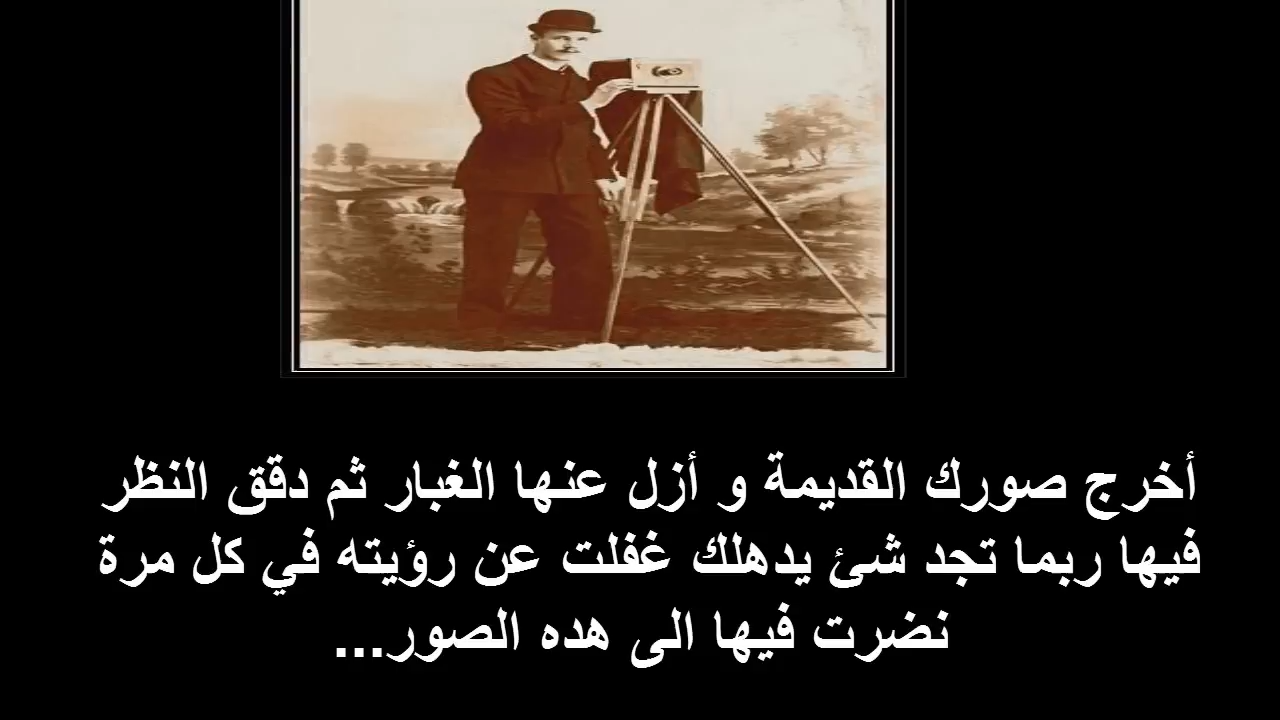 أخرج صورك القديمة و أزل عنها الغبار ثم دقق النظر
فيها ربما تجد شئ يدهلك غفلت عن رؤيته في كل مرة
نضرت فيها الى هده الصور...